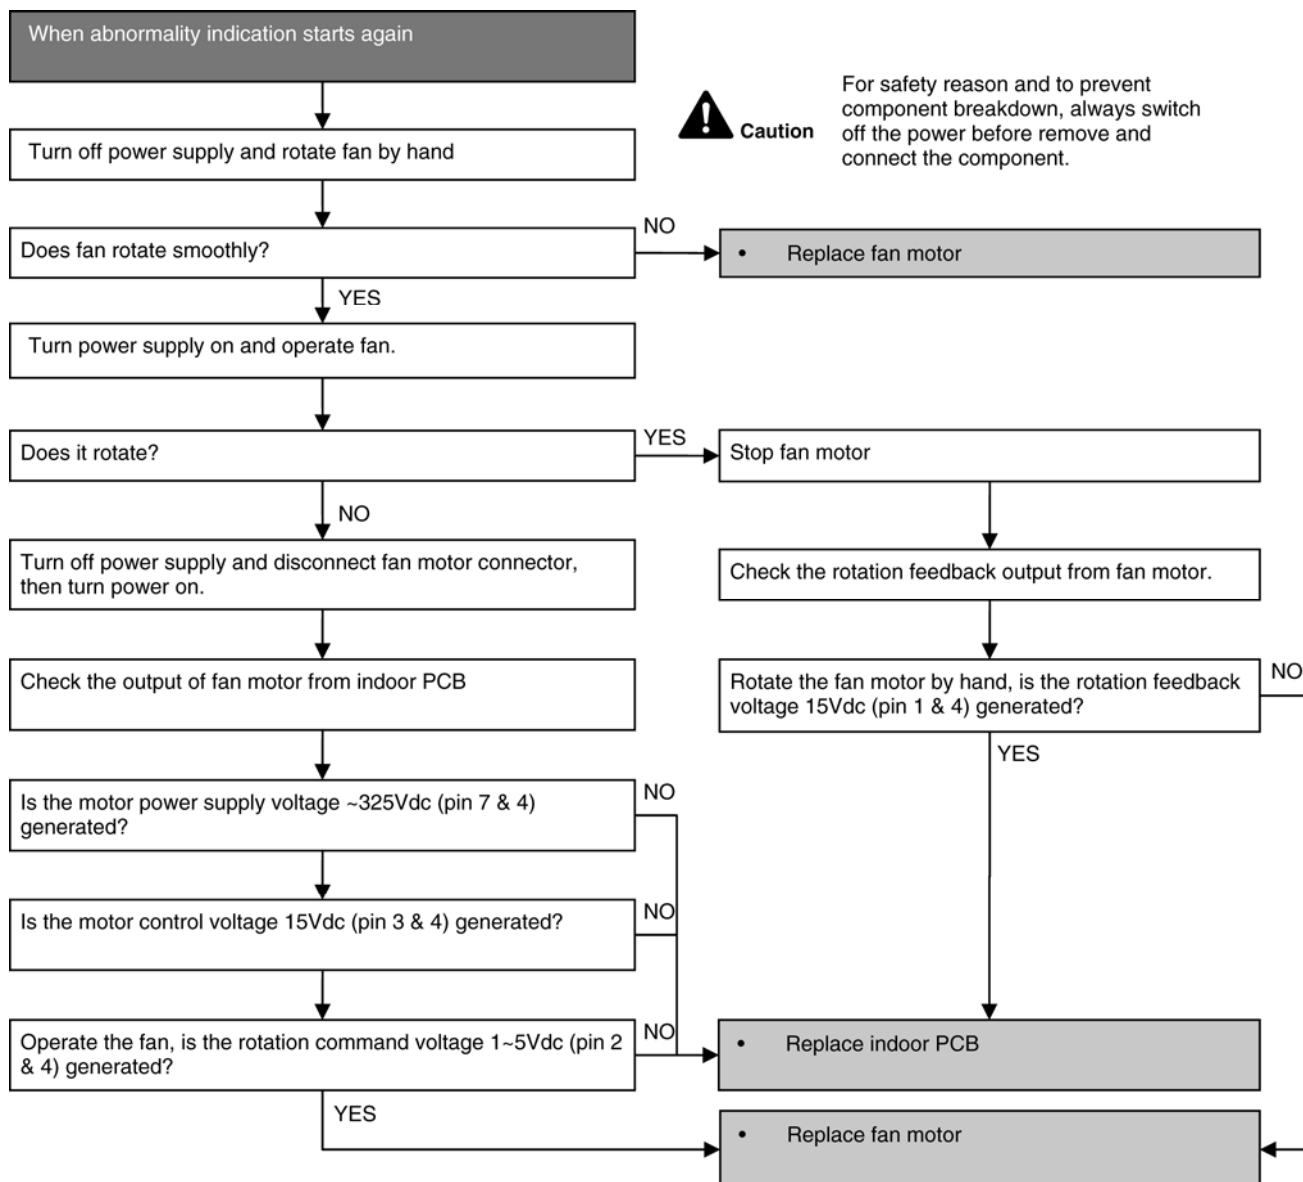 When abnormality indication starts again
For safety reason and to prevent
component breakdown, always switch
off the power before remove and
connect the component.
Caution
Turn off power supply and rotate fan by hand
Does fan rotate smoothly?
NO
• Replace fan motor
YES
Turn power supply on and operate fan.
Does it rotate?
YES
Stop fan motor
NO
Turn off power supply and disconnect fan motor connector,
then turn power on.
Check the rotation feedback output from fan motor.
Check the output of fan motor from indoor PCB
Rotate the fan motor by hand, is the rotation feedback
voltage 15Vdc (pin 1 & 4) generated?
NO
YES
Is the motor power supply voltage ~325Vdc (pin 7 & 4)
generated?
NO
Is the motor control voltage 15Vdc (pin 3 & 4) generated?
NO
Operate the fan, is the rotation command voltage 1~5Vdc (pin 2
& 4) generated?
NO
• Replace indoor PCB
YES
• Replace fan motor